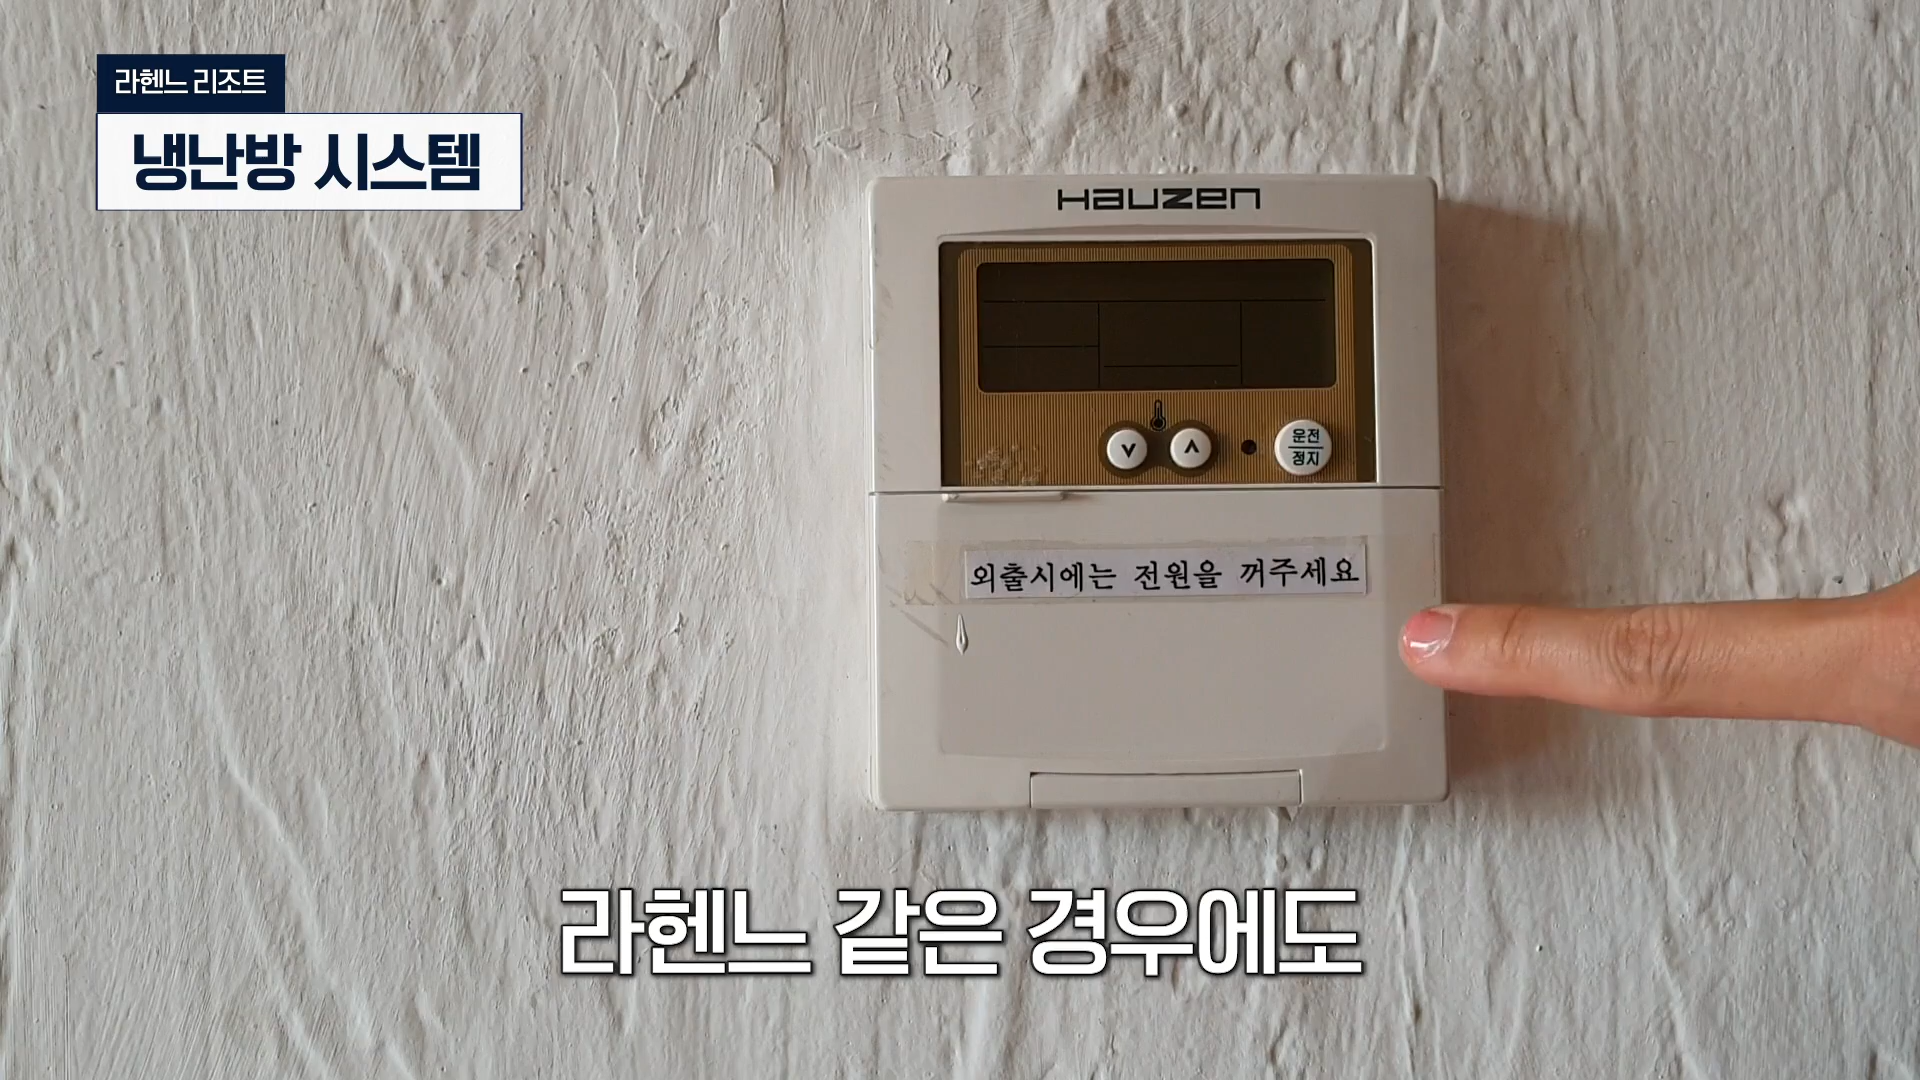 라헨느 리조트
냉난방 시스템
Hauzen
운전
정지
외출시에는 전원을 꺼주세요
라헨느 같은 경우에도